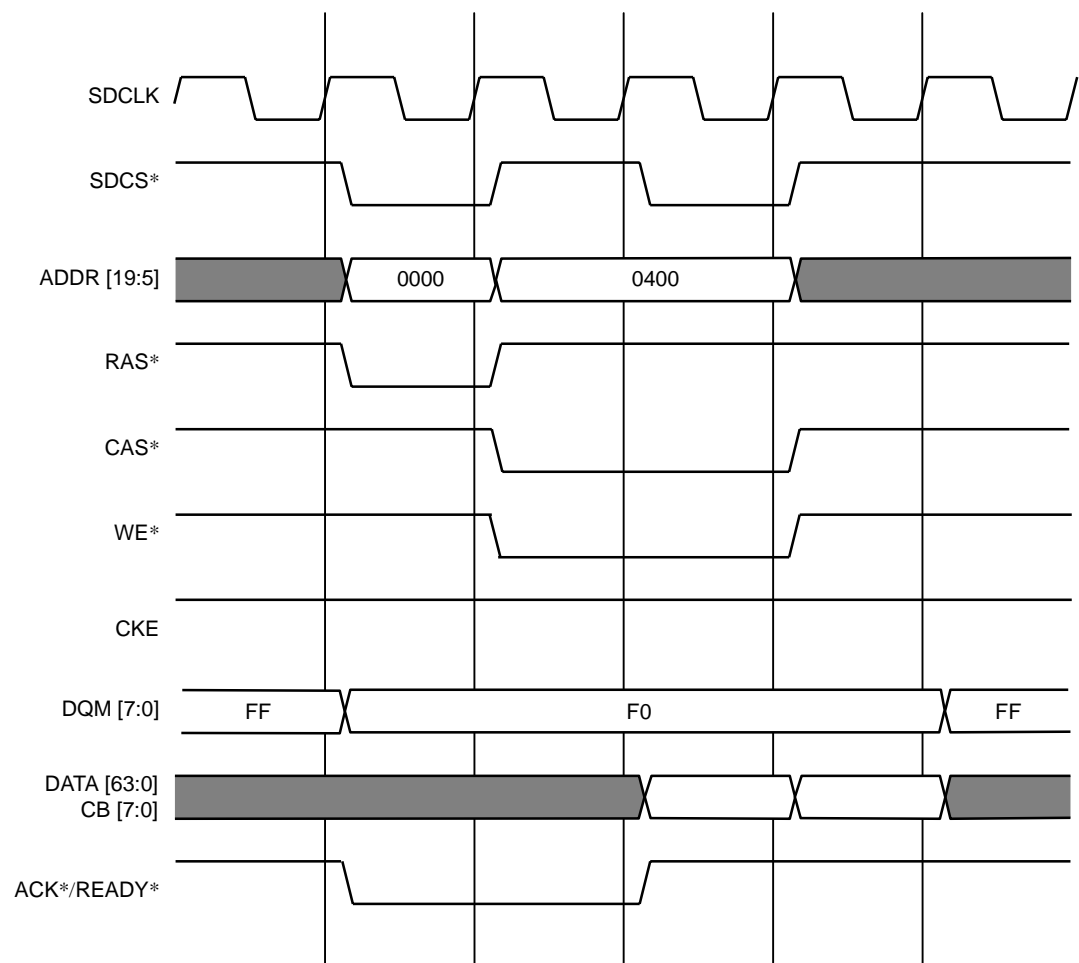 SDCLK
SDCS*
ADDR [19:5]
0000
0400
RAS*
CAS*
WE*
CKE
DQM [7:0]
FF
F0
FF
DATA [63:0]
CB [7:0]
ACK*/READY*